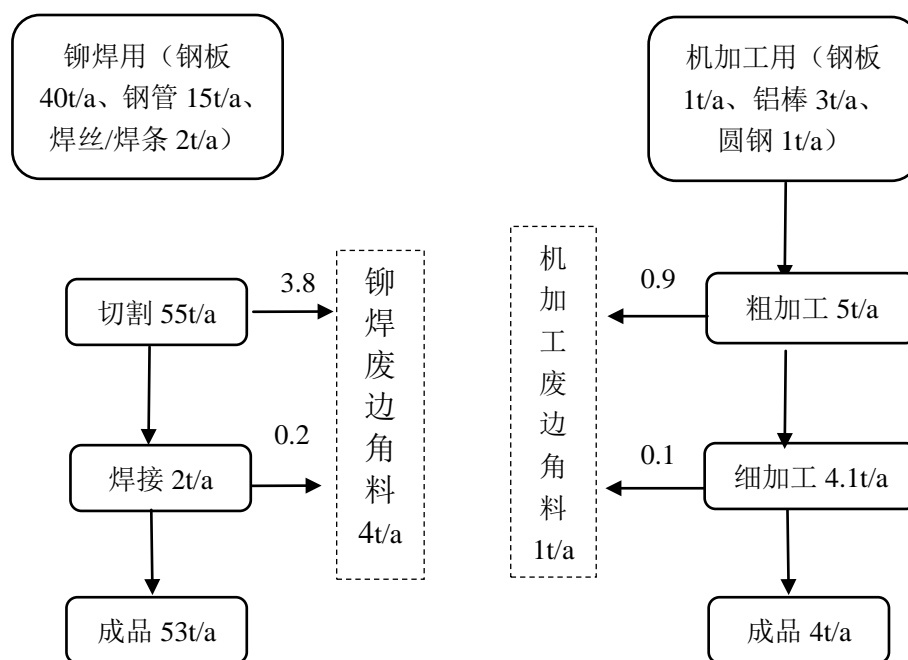 铆焊用（钢板
40t/a、钢管 15t/a、
焊丝/焊条 2t/a）
机加工用（钢板
1t/a、铝棒 3t/a、
圆钢 1t/a）
切割 55t/a
3.8
焊接 2t/a
0.2
成品 53t/a
铆
焊
废
边
角
料
4t/a
机
加
工
废
边
角
料
1t/a
0.9
粗加工 5t/a
0.1
细加工 4.1t/a
成品 4t/a